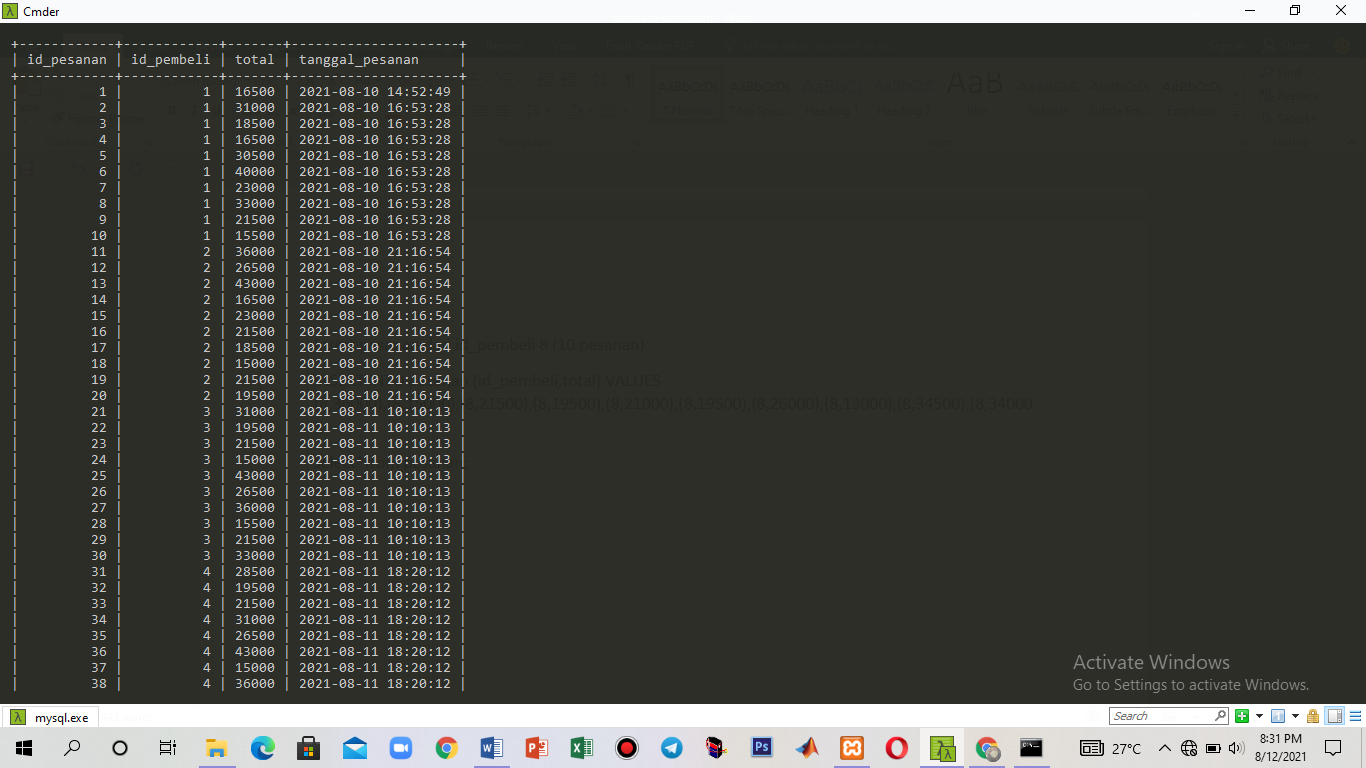 Cmder
+------------+------------+-------+---------------------+
| id_pesanan | id_pembeli | total | tanggal_pesanan     |
+------------+------------+-------+---------------------+
|          1 |          1 | 16500 | 2021-08-10 14:52:49 |
|          2 |          1 | 31000 | 2021-08-10 16:53:28 |
|          3 |          1 | 18500 | 2021-08-10 16:53:28 |
|          4 |          1 | 16500 | 2021-08-10 16:53:28 |
|          5 |          1 | 30500 | 2021-08-10 16:53:28 |
|          6 |          1 | 40000 | 2021-08-10 16:53:28 |
|          7 |          1 | 23000 | 2021-08-10 16:53:28 |
|          8 |          1 | 33000 | 2021-08-10 16:53:28 |
|          9 |          1 | 21500 | 2021-08-10 16:53:28 |
|         10 |          1 | 15500 | 2021-08-10 16:53:28 |
|         11 |          2 | 36000 | 2021-08-10 21:16:54 |
|         12 |          2 | 26500 | 2021-08-10 21:16:54 |
|         13 |          2 | 43000 | 2021-08-10 21:16:54 |
|         14 |          2 | 16500 | 2021-08-10 21:16:54 |
|         15 |          2 | 23000 | 2021-08-10 21:16:54 |
|         16 |          2 | 21500 | 2021-08-10 21:16:54 |
|         17 |          2 | 18500 | 2021-08-10 21:16:54 |
|         18 |          2 | 15000 | 2021-08-10 21:16:54 |
|         19 |          2 | 21500 | 2021-08-10 21:16:54 |
|         20 |          2 | 19500 | 2021-08-10 21:16:54 |
|         21 |          3 | 31000 | 2021-08-11 10:10:13 |
|         22 |          3 | 19500 | 2021-08-11 10:10:13 |
|         23 |          3 | 21500 | 2021-08-11 10:10:13 |
|         24 |          3 | 15000 | 2021-08-11 10:10:13 |
|         25 |          3 | 43000 | 2021-08-11 10:10:13 |
|         26 |          3 | 26500 | 2021-08-11 10:10:13 |
|         27 |          3 | 36000 | 2021-08-11 10:10:13 |
|         28 |          3 | 15500 | 2021-08-11 10:10:13 |
|         29 |          3 | 21500 | 2021-08-11 10:10:13 |
|         30 |          3 | 33000 | 2021-08-11 10:10:13 |
|         31 |          4 | 28500 | 2021-08-11 18:20:12 |
|         32 |          4 | 19500 | 2021-08-11 18:20:12 |
|         33 |          4 | 21500 | 2021-08-11 18:20:12 |
|         34 |          4 | 31000 | 2021-08-11 18:20:12 |
|         35 |          4 | 26500 | 2021-08-11 18:20:12 |
|         36 |          4 | 43000 | 2021-08-11 18:20:12 |
|         37 |          4 | 15000 | 2021-08-11 18:20:12 |
|         38 |          4 | 36000 | 2021-08-11 18:20:12 |
_pembeli 8 (10 pesanan)
(id_pembeli,total) VALUES
8,21500),(8,19500),(8,21000),(8,19500),(8,26000),(8,13000),(8,34500),(8,34000
Activate Windows
Go to Settings to activate Windows.
mysql.exe
Search
27°C
8:31 PM
8/12/2021